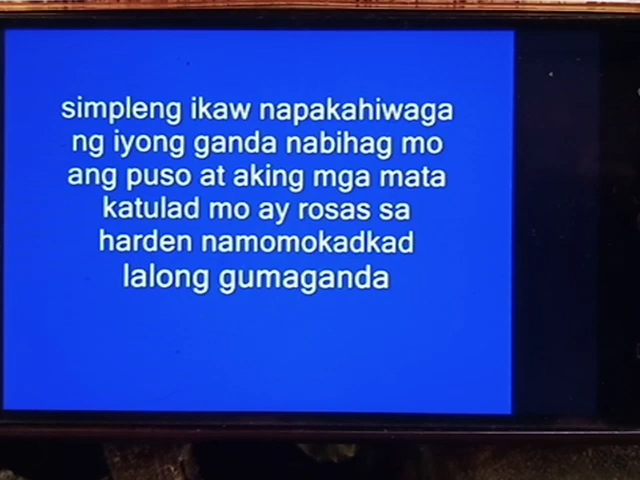 simpleng ikaw napakahiwaga
ng iyong ganda nabihag mo
ang puso at aking mga mata
katulad mo ay rosas sa
harden namomokadkad
lalong gumaganda